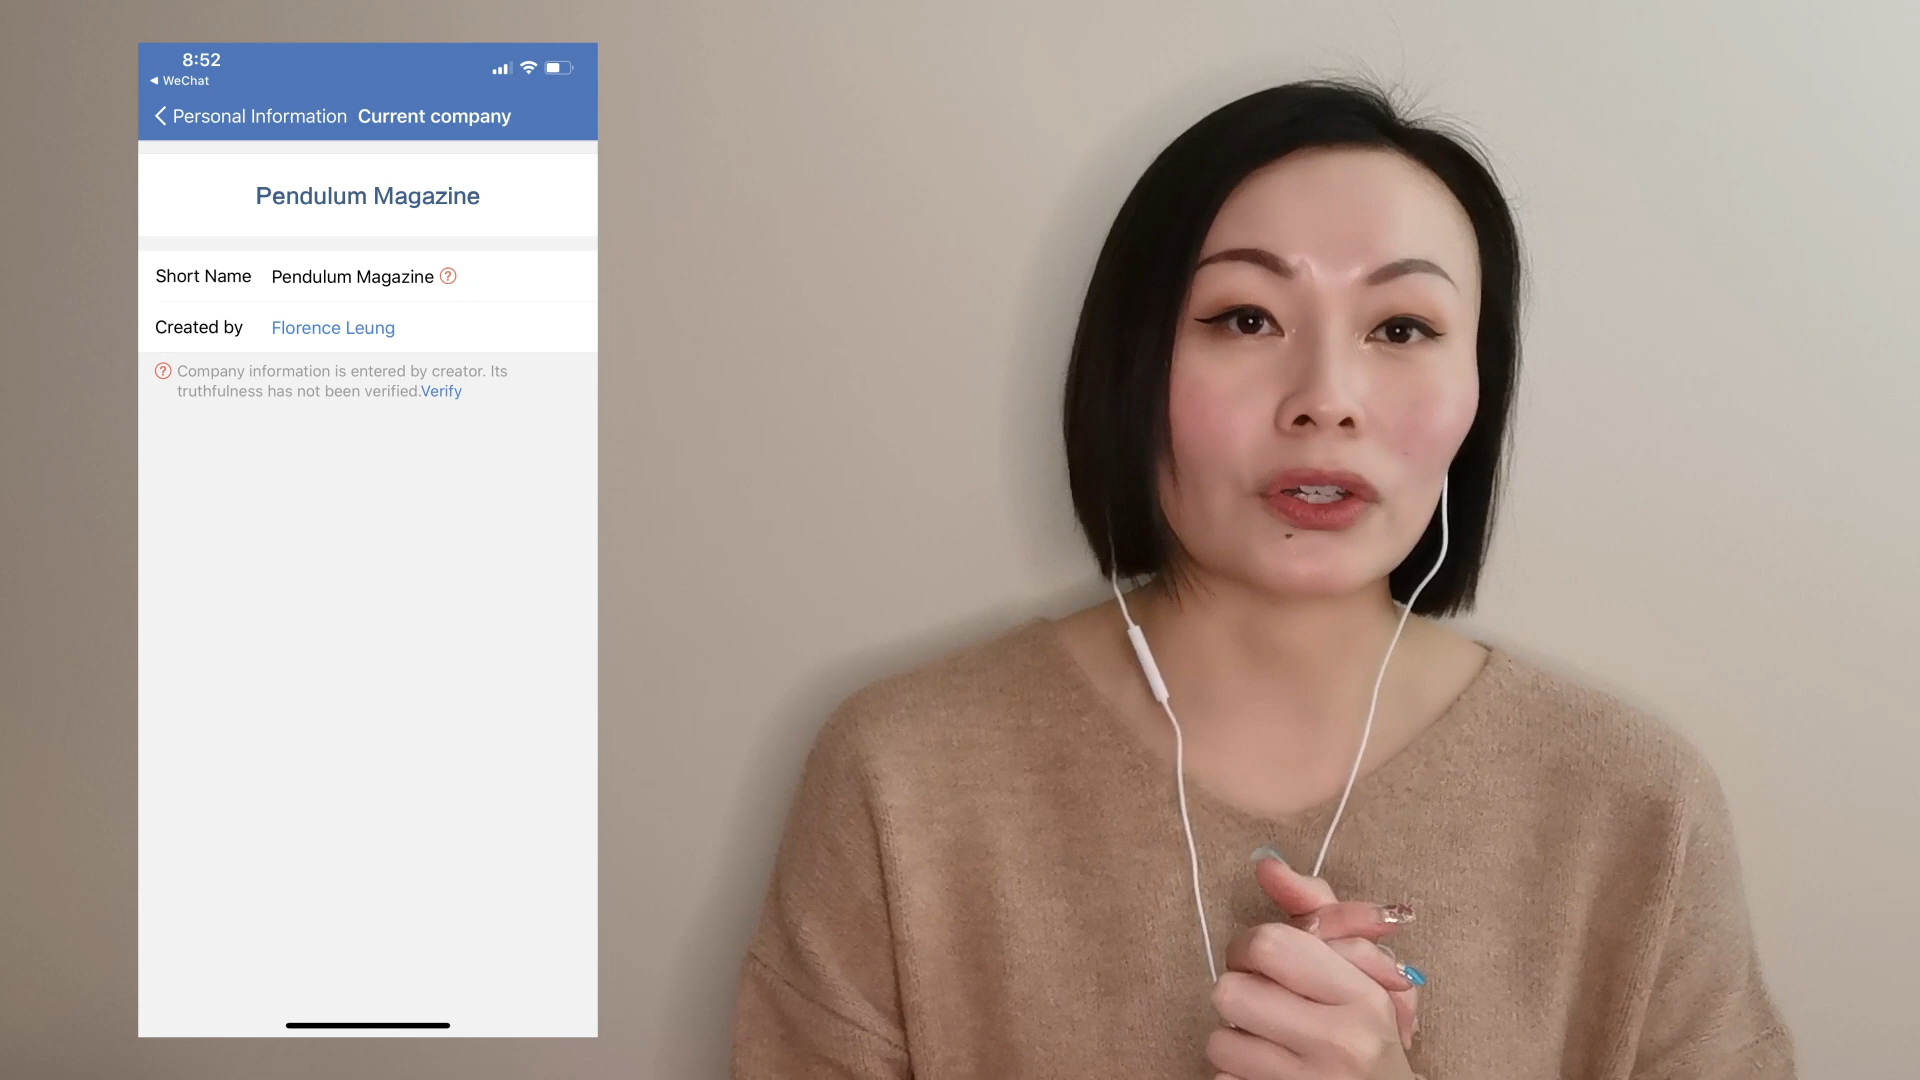 8:52
◀ WeChat
Personal Information Current company
Pendulum Magazine
Short Name Pendulum Magazine ?
Created by Florence Leung
? Company information is entered by creator. Its
truthfulness has not been verified.Verify